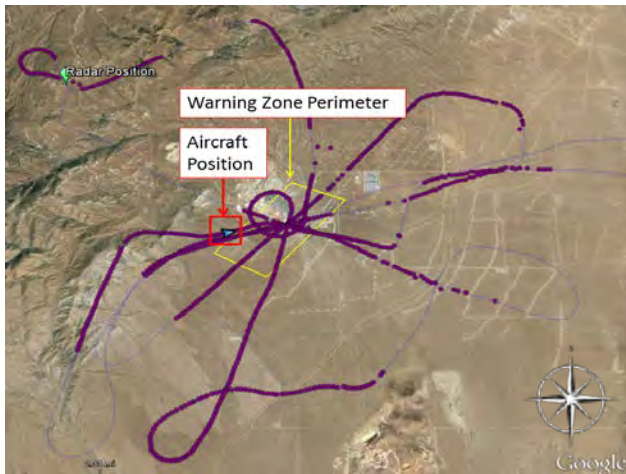 Radar Position
Warning Zone Perimeter
Aircraft
Position
Google